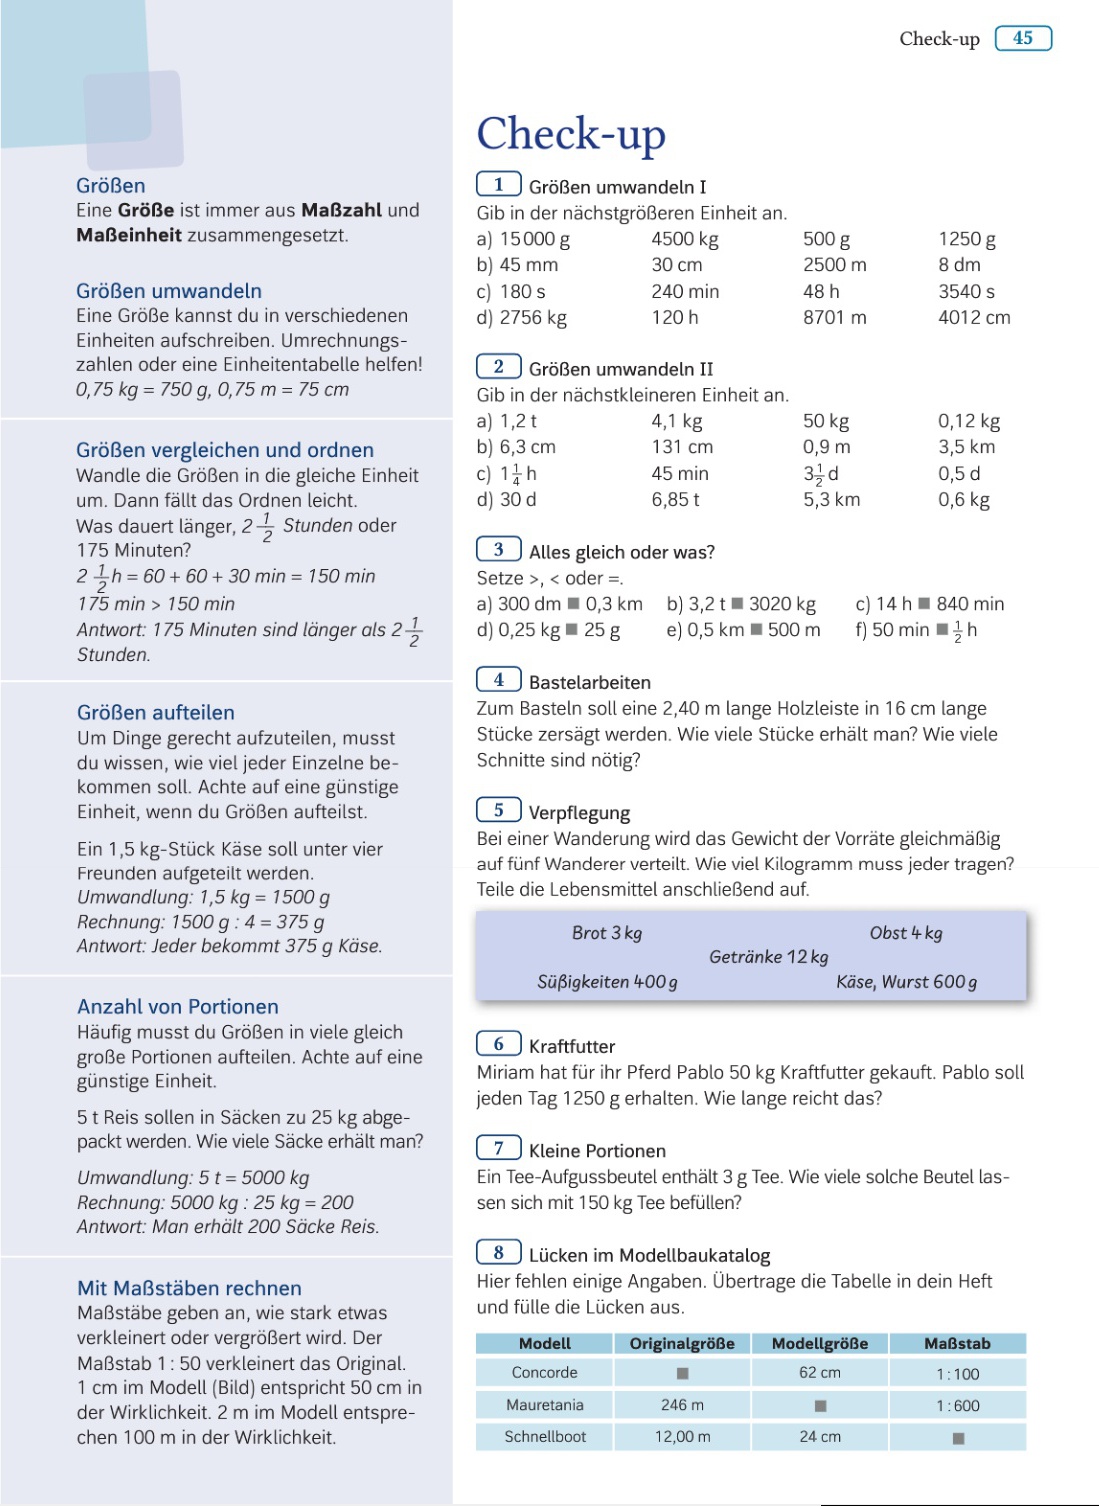 Check-up 45
Größen
Eine Größe ist immer aus Maßzahl und
Maßeinheit zusammengesetzt.
Größen umwandeln
Eine Größe kannst du in verschiedenen
Einheiten aufschreiben. Umrechnungs-
zahlen oder eine Einheitentabelle helfen!
0,75 kg = 750 g, 0,75 m = 75 cm
Größen vergleichen und ordnen
Wandle die Größen in die gleiche Einheit
um. Dann fällt das Ordnen leicht.
Was dauert länger, 2 1/2 Stunden oder
175 Minuten?
2 1/2 h = 60 + 60 + 30 min = 150 min
175 min > 150 min
Antwort: 175 Minuten sind länger als 2 1/2
Stunden.
Größen aufteilen
Um Dinge gerecht aufzuteilen, musst
du wissen, wie viel jeder Einzelne be-
kommen soll. Achte auf eine günstige
Einheit, wenn du Größen aufteilst.
Ein 1,5 kg-Stück Käse soll unter vier
Freunden aufgeteilt werden.
Umwandlung: 1,5 kg = 1500 g
Rechnung: 1500 g : 4 = 375 g
Antwort: Jeder bekommt 375 g Käse.
Anzahl von Portionen
Häufig musst du Größen in viele gleich
große Portionen aufteilen. Achte auf eine
günstige Einheit.
5 t Reis sollen in Säcken zu 25 kg abge-
packt werden. Wie viele Säcke erhält man?
Umwandlung: 5 t = 5000 kg
Rechnung: 5000 kg : 25 kg = 200
Antwort: Man erhält 200 Säcke Reis.
Mit Maßstäben rechnen
Maßstäbe geben an, wie stark etwas
verkleinert oder vergrößert wird. Der
Maßstab 1 : 50 verkleinert das Original.
1 cm im Modell (Bild) entspricht 50 cm in
der Wirklichkeit. 2 m im Modell entspre-
chen 100 m in der Wirklichkeit.
Check-up
1 Größen umwandeln I
Gib in der nächstgrößeren Einheit an.
a) 15 000 g 4500 kg 500 g 1250 g
b) 45 mm 30 cm 2500 m 8 dm
c) 180 s 240 min 48 h 3540 s
d) 2756 kg 120 h 8701 m 4012 cm
2 Größen umwandeln II
Gib in der nächstkleineren Einheit an.
a) 1,2 t 4,1 kg 50 kg 0,12 kg
b) 6,3 cm 131 cm 0,9 m 3,5 km
c) 1 1/4 h 45 min 3 1/2 d 0,5 d
d) 30 d 6,85 t 5,3 km 0,6 kg
3 Alles gleich oder was?
Setze >, < oder =.
a) 300 dm ■ 0,3 km b) 3,2 t ■ 3020 kg c) 14 h ■ 840 min
d) 0,25 kg ■ 25 g e) 0,5 km ■ 500 m f) 50 min ■ 1/2 h
4 Bastelarbeiten
Zum Basteln soll eine 2,40 m lange Holzleiste in 16 cm lange
Stücke zersägt werden. Wie viele Stücke erhält man? Wie viele
Schnitte sind nötig?
5 Verpflegung
Bei einer Wanderung wird das Gewicht der Vorräte gleichmäßig
auf fünf Wanderer verteilt. Wie viel Kilogramm muss jeder tragen?
Teile die Lebensmittel anschließend auf.
Brot 3 kg Obst 4 kg
Getränke 12 kg
Süßigkeiten 400 g Käse, Wurst 600 g
6 Kraftfutter
Miriam hat für ihr Pferd Pablo 50 kg Kraftfutter gekauft. Pablo soll
jeden Tag 1250 g erhalten. Wie lange reicht das?
7 Kleine Portionen
Ein Tee-Aufgussbeutel enthält 3 g Tee. Wie viele solche Beutel las-
sen sich mit 150 kg Tee befüllen?
8 Lücken im Modellbaukatalog
Hier fehlen einige Angaben. Übertrage die Tabelle in dein Heft
und fülle die Lücken aus.
Modell Originalgröße Modellgröße Maßstab
Concorde ■ 62 cm 1 : 100
Mauretania 246 m ■ 1 : 600
Schnellboot 12,00 m 24 cm ■